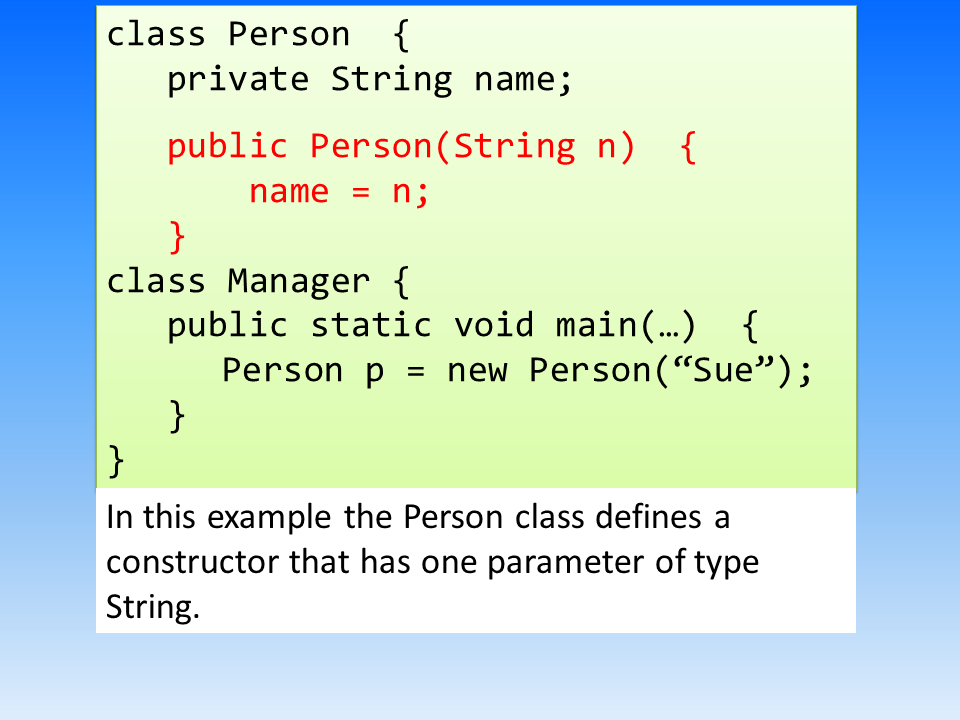 class Person {
private String name;
public Person(String n) {
name = n;
}
class Manager {
public static void main(…) {
Person p = new Person(“Sue”);
}
}
In this example the Person class defines a
constructor that has one parameter of type
String.